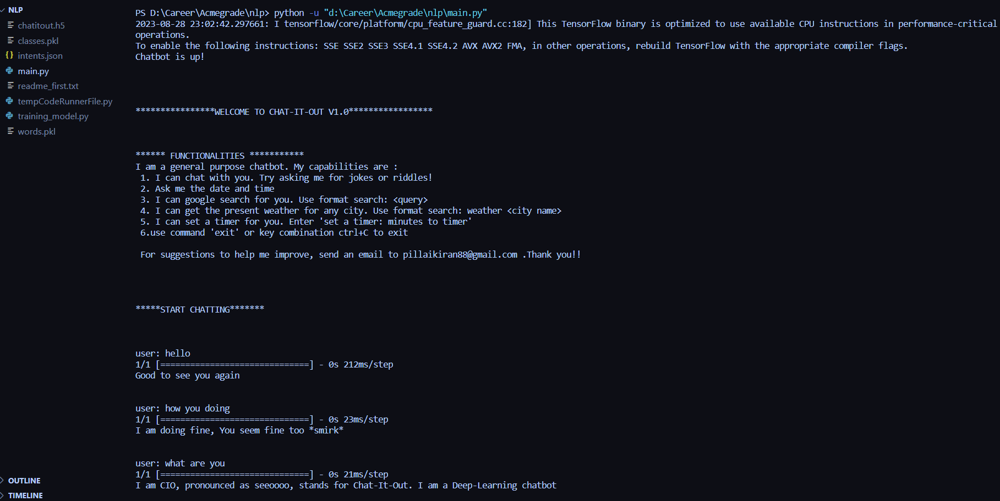 NLP
chatitout.h5
classes.pkl
intents.json
main.py
readme_first.txt
tempCodeRunnerFile.py
training_model.py
words.pkl
OUTLINE
TIMELINE
PS D:\Career\Acmegrade\nlp> python -u "d:\Career\Acmegrade\nlp\main.py"
2023-08-28 23:02:42.297661: I tensorflow/core/platform/cpu_feature_guard.cc:182] This TensorFlow binary is optimized to use available CPU instructions in performance-critical
operations.
To enable the following instructions: SSE SSE2 SSE3 SSE4.1 SSE4.2 AVX AVX2 FMA, in other operations, rebuild TensorFlow with the appropriate compiler flags.
Chatbot is up!
****************WELCOME TO CHAT-IT-OUT V1.0*****************
****** FUNCTIONALITIES ***********
I am a general purpose chatbot. My capabilities are :
1. I can chat with you. Try asking me for jokes or riddles!
2. Ask me the date and time
3. I can google search for you. Use format search: <query>
4. I can get the present weather for any city. Use format search: weather <city name>
5. I can set a timer for you. Enter 'set a timer: minutes to timer'
6.use command 'exit' or key combination ctrl+C to exit
For suggestions to help me improve, send an email to pillaikiran88@gmail.com .Thank you!!
*****START CHATTING*******
user: hello
1/1 [==============================] - 0s 212ms/step
Good to see you again
user: how you doing
1/1 [==============================] - 0s 23ms/step
I am doing fine, You seem fine too *smirk*
user: what are you
1/1 [==============================] - 0s 21ms/step
I am CIO, pronounced as seeoooo, stands for Chat-It-Out. I am a Deep-Learning chatbot